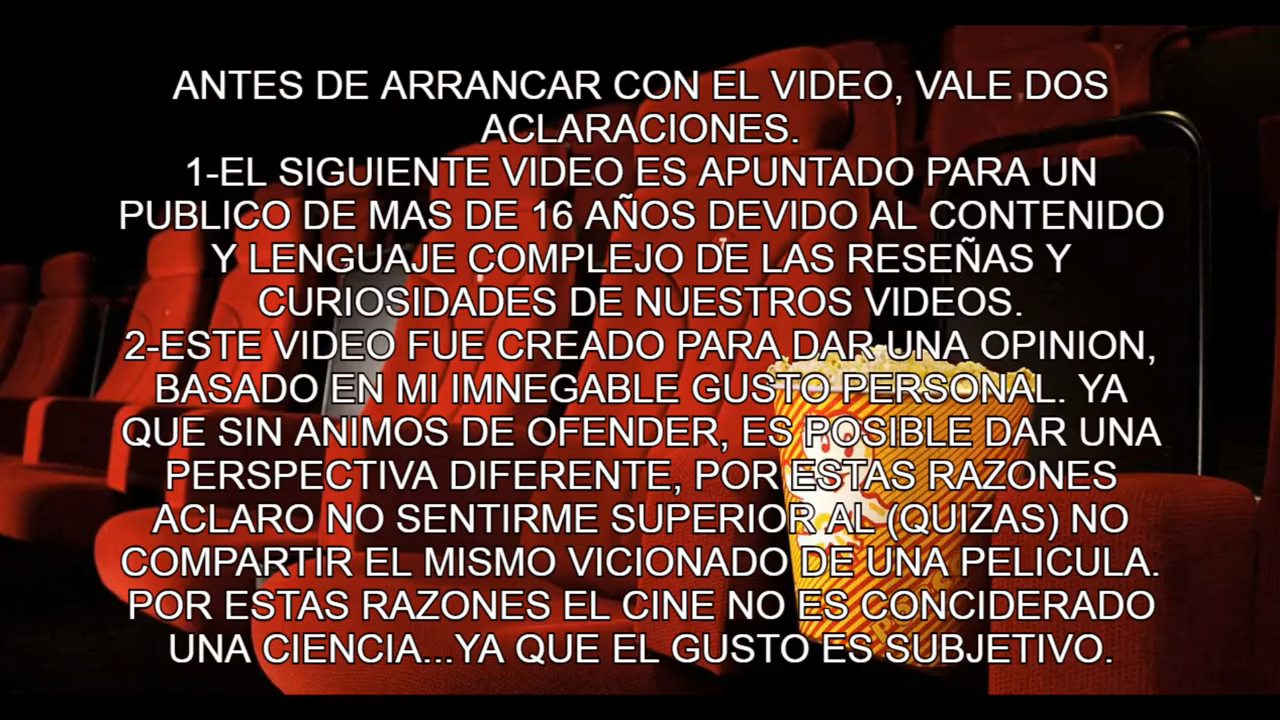 ANTES DE ARRANCAR CON EL VIDEO, VALE DOS
ACLARACIONES.
1-EL SIGUIENTE VIDEO ES APUNTADO PARA UN
PUBLICO DE MAS DE 16 AÑOS DEVIDO AL CONTENIDO
Y LENGUAJE COMPLEJO DE LAS RESEÑAS Y
CURIOSIDADES DE NUESTROS VIDEOS.
2-ESTE VIDEO FUE CREADO PARA DAR UNA OPINION,
BASADO EN MI IMNEGABLE GUSTO PERSONAL. YA
QUE SIN ANIMOS DE OFENDER, ES POSIBLE DAR UNA
PERSPECTIVA DIFERENTE, POR ESTAS RAZONES
ACLARO NO SENTIRME SUPERIOR AL (QUIZAS) NO
COMPARTIR EL MISMO VICIONADO DE UNA PELICULA.
POR ESTAS RAZONES EL CINE NO ES CONCIDERADO
UNA CIENCIA...YA QUE EL GUSTO ES SUBJETIVO.